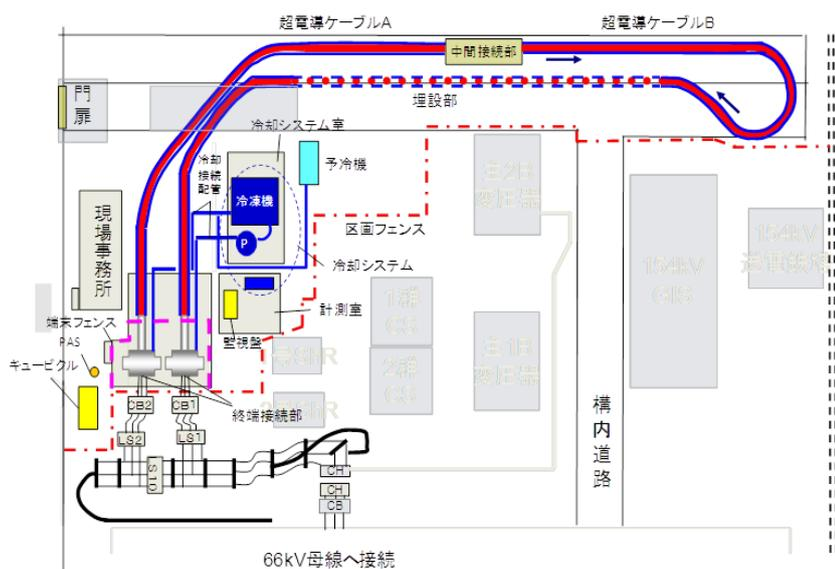 超電導ケーブルA
超電導ケーブルB
中間接続部
門
扉
埋設部
冷却システム室
冷却
接続
配管
予冷機
冷凍機
P
主2B
変圧器
現場事務所
区画フェンス
冷却システム
154kV
GIS
154kV
計測室
監視盤
端末フェンス
PAS
キュービクル
1補
CS
2補
CS
主1B
変圧器
CB2
CB1
終端接続部
LS2
LS1
S10
CH
CH
CB
構内道路
66kV母線へ接続